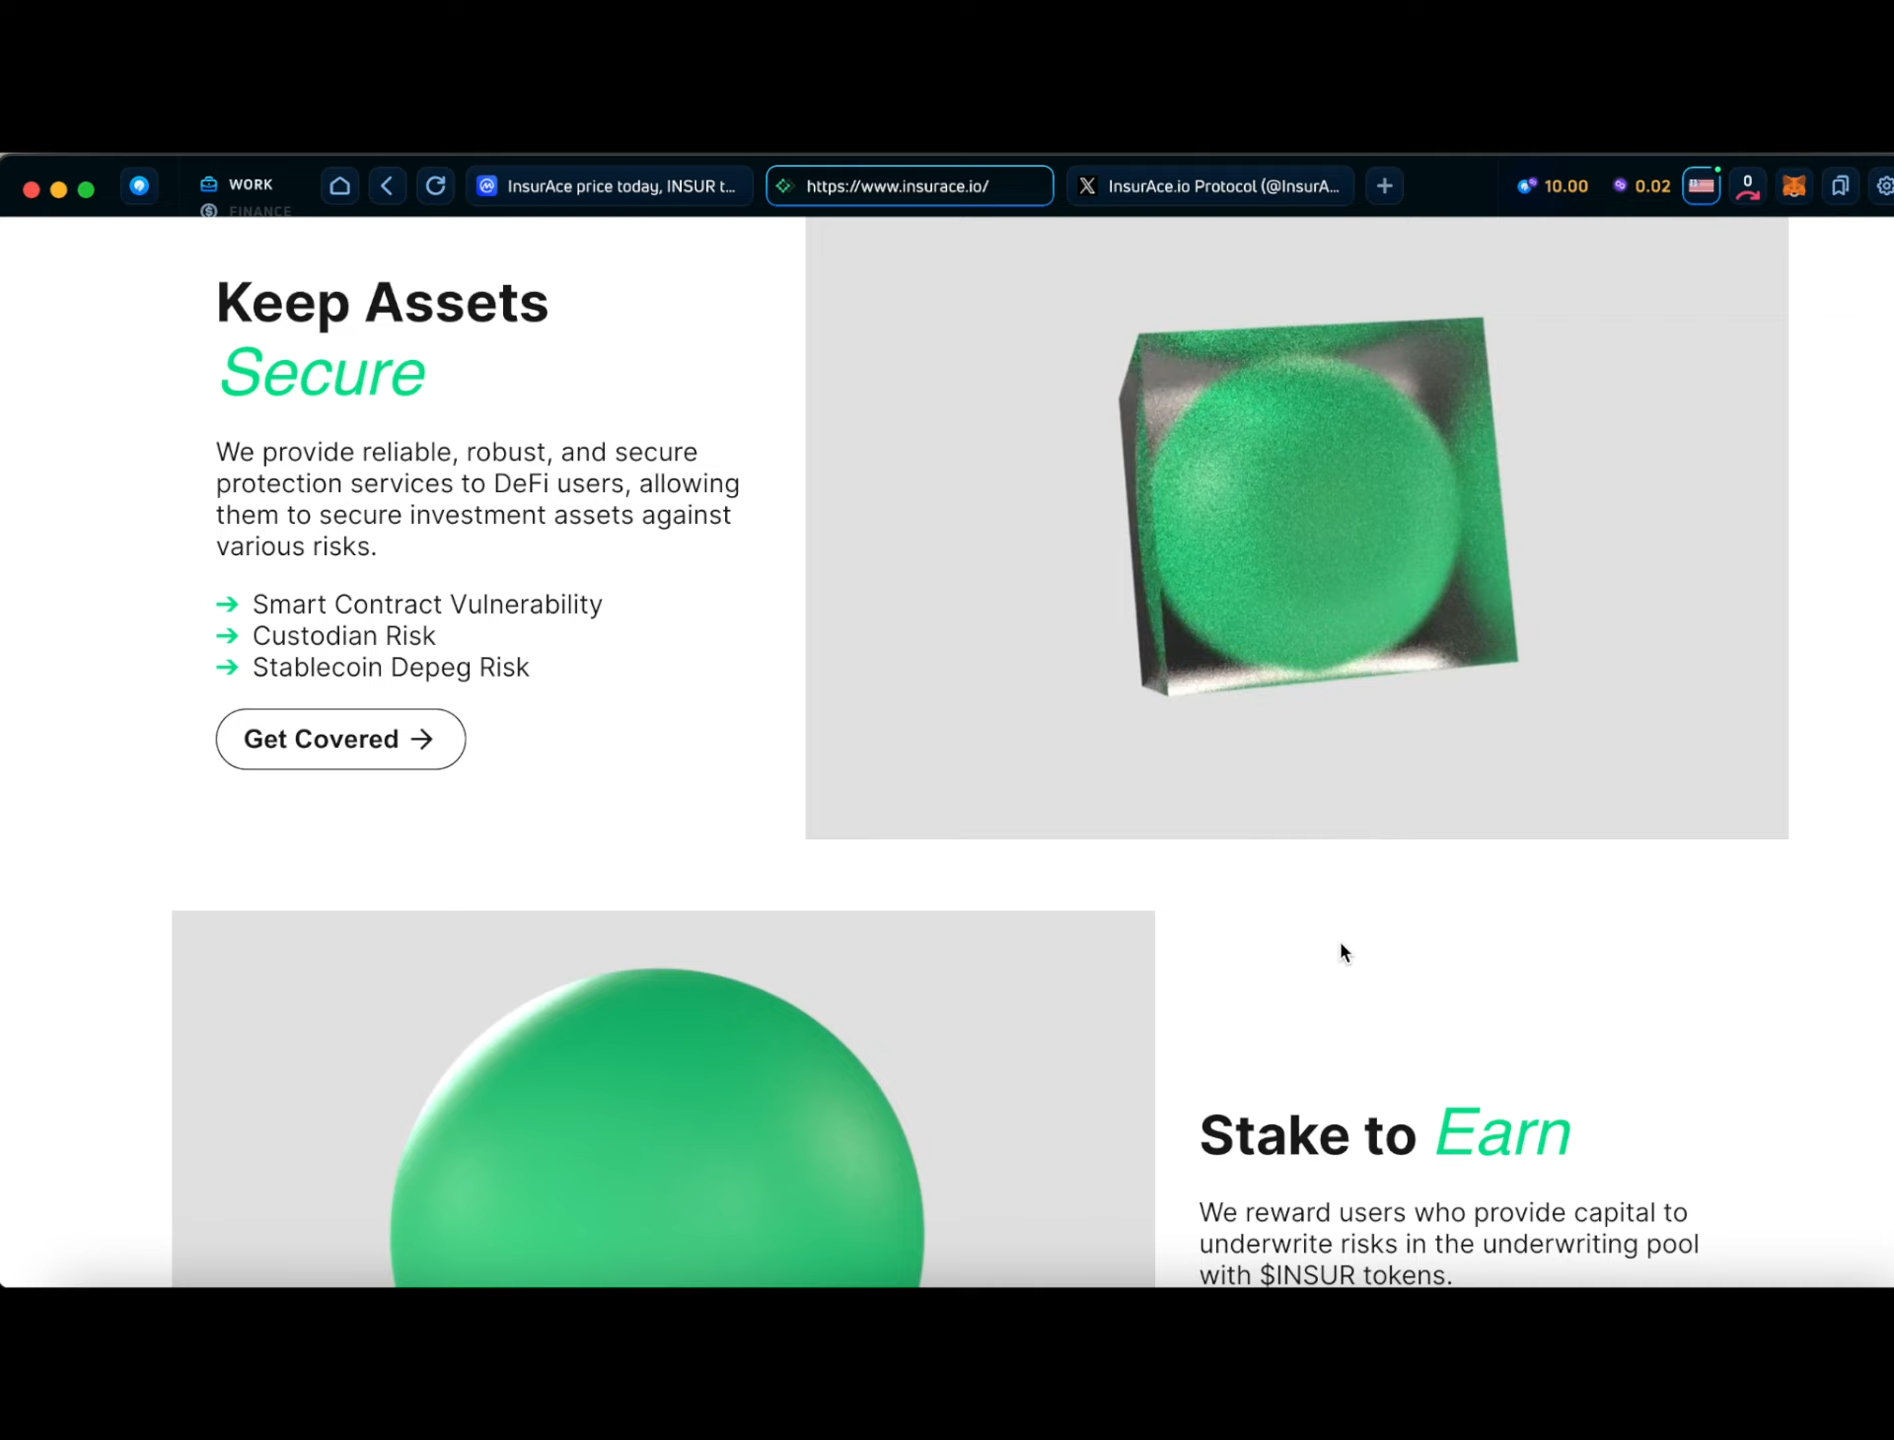 WORK
FINANCE
InsurAce price today, INSUR t...
https://www.insurace.io/
InsurAce.io Protocol (@InsurA...
10.00
0.02
0
Keep Assets
Secure
We provide reliable, robust, and secure
protection services to DeFi users, allowing
them to secure investment assets against
various risks.
→ Smart Contract Vulnerability
→ Custodian Risk
→ Stablecoin Depeg Risk
Get Covered →
Stake to Earn
We reward users who provide capital to
underwrite risks in the underwriting pool
with $INSUR tokens.